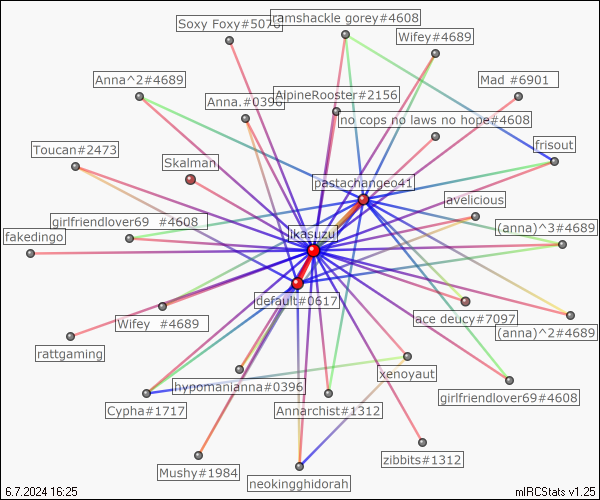 Soxy Foxy#5076
ramshackle gorey#4608
Wifey#4689
Anna^2#4689
Mad #6901
Anna.#0396
AlpineRooster#2156
no cops no laws no hope#4608
Toucan#2473
frisout
Skalman
pastachangeo41
avelicious
girlfriendlover69 #4608
(anna)^3#4689
fakedingo
ikasuzu
default#0617
Wifey #4689
ace deucy#7097
(anna)^2#4689
rattgaming
xenoyaut
hypomanianna#0396
girlfriendlover69#4608
Cypha#1717
Annarchist#1312
zibbits#1312
Mushy#1984
neokingghidorah
6.7.2024 16:25
mIRCStats v1.25